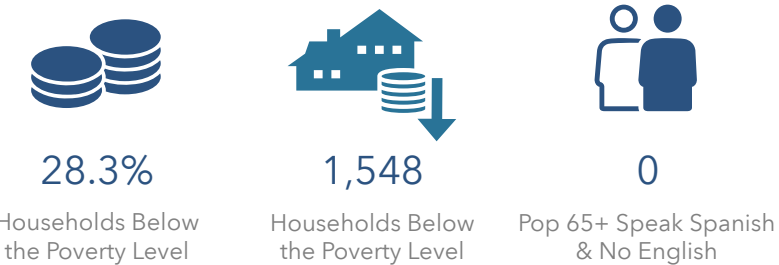 28.3%
Households Below
the Poverty Level
1,548
Households Below
the Poverty Level
0
Pop 65+ Speak Spanish
& No English